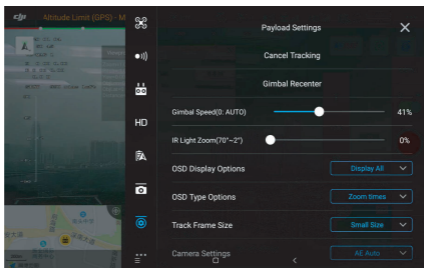 dji Altitude Limit (GPS) - M
Payload Settings
Cancel Tracking
Gimbal Recenter
Gimbal Speed(0: AUTO) 41%
HD
IR Light Zoom(70°~2°) 0%
OSD Display Options Display All
OSD Type Options Zoom times
Track Frame Size Small Size
Camera Settings AE Auto